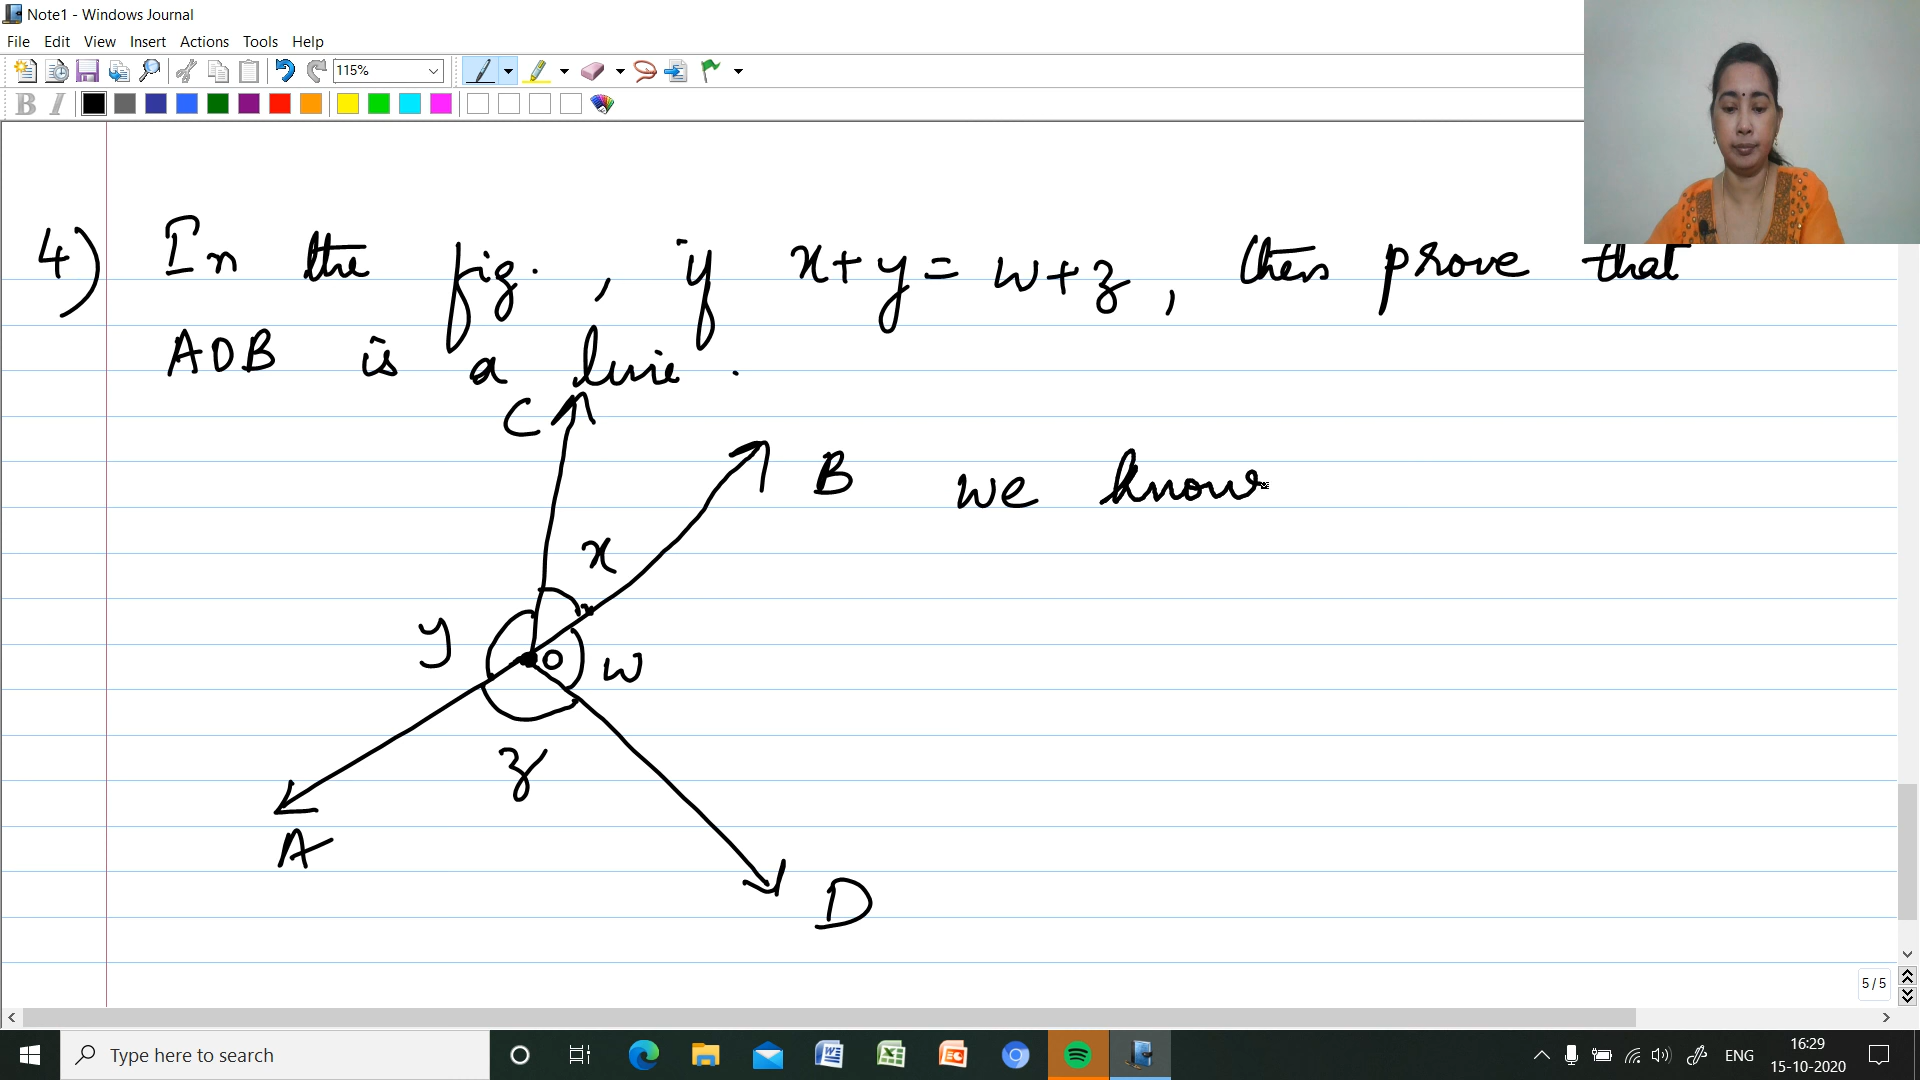 Note1 - Windows Journal
File Edit View Insert Actions Tools Help
115%
B I
4) In the fig. , if x+y = w+z , then prove that
AOB is a line .
C
B we know
x
y
O w
z
A
D
5 / 5
Type here to search
ENG
16:29
15-10-2020